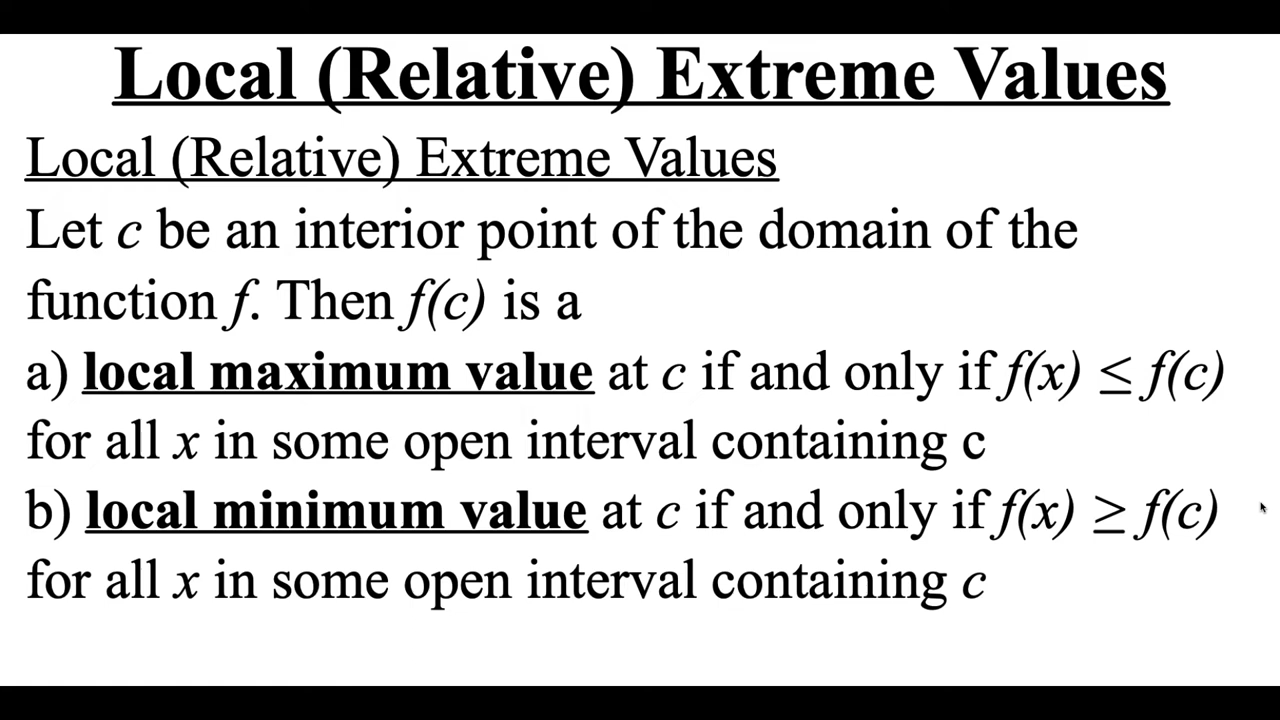 Local (Relative) Extreme Values
Local (Relative) Extreme Values
Let c be an interior point of the domain of the
function f. Then f(c) is a
a) local maximum value at c if and only if f(x) ≤ f(c)
for all x in some open interval containing c
b) local minimum value at c if and only if f(x) ≥ f(c)
for all x in some open interval containing c